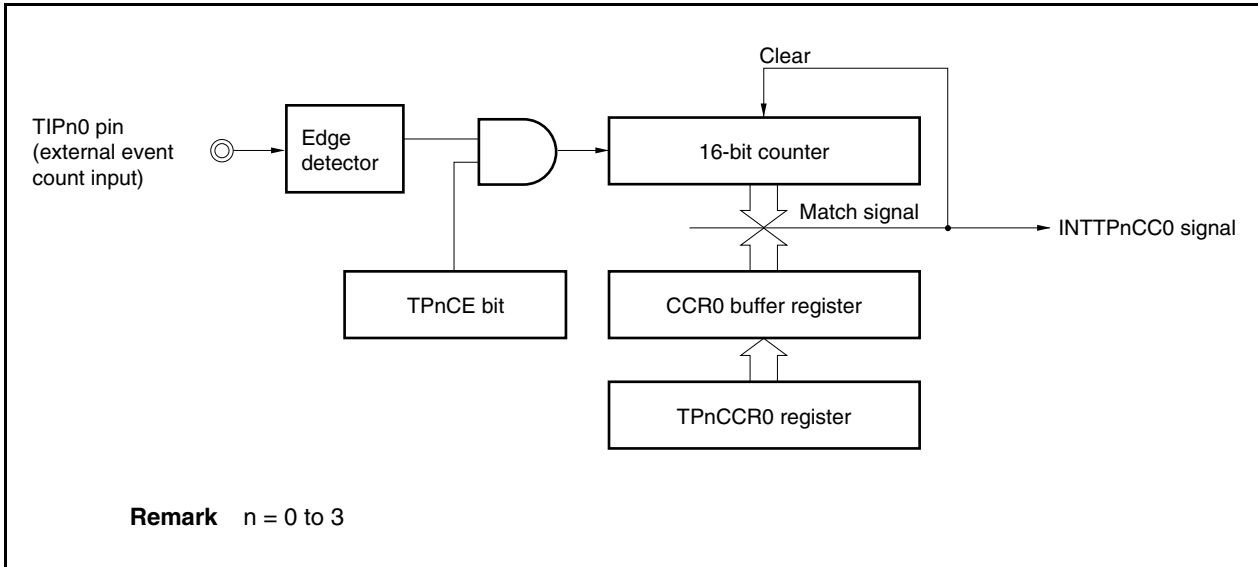 Clear
TIPn0 pin
(external event
count input)
Edge
detector
16-bit counter
Match signal
INTTPnCC0 signal
TPnCE bit
CCR0 buffer register
TPnCCR0 register
Remark n = 0 to 3